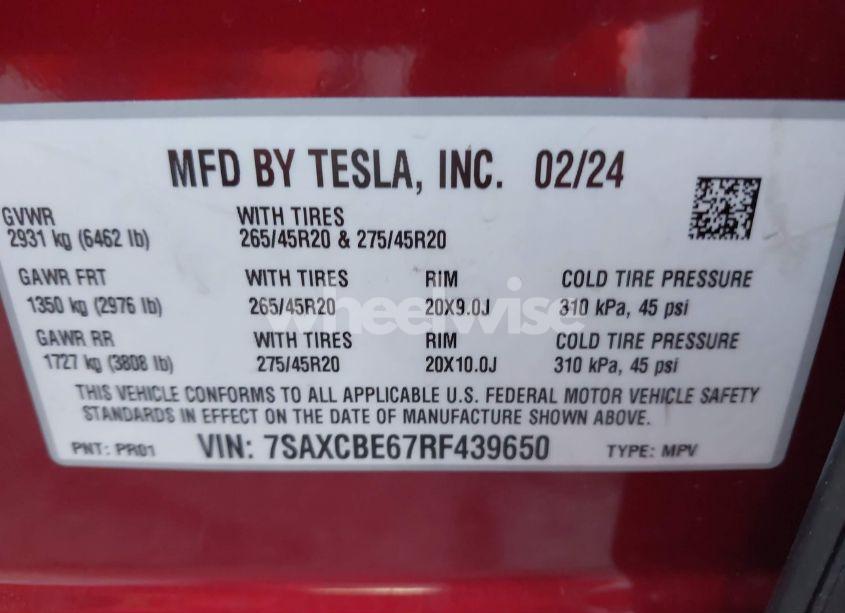 MFD BY TESLA, INC. 02/24
GVWR WITH TIRES
2931 kg (6462 lb) 265/45R20 & 275/45R20
GAWR FRT WITH TIRES RIM COLD TIRE PRESSURE
1350 kg (2976 lb) 265/45R20 20X9.0J 310 kPa, 45 psi
GAWR RR WITH TIRES RIM COLD TIRE PRESSURE
1727 kg (3808 lb) 275/45R20 20X10.0J 310 kPa, 45 psi
THIS VEHICLE CONFORMS TO ALL APPLICABLE U.S. FEDERAL MOTOR VEHICLE SAFETY
STANDARDS IN EFFECT ON THE DATE OF MANUFACTURE SHOWN ABOVE.
PNT: PR01 VIN: 7SAXCBE67RF439650 TYPE: MPV
wheelwise